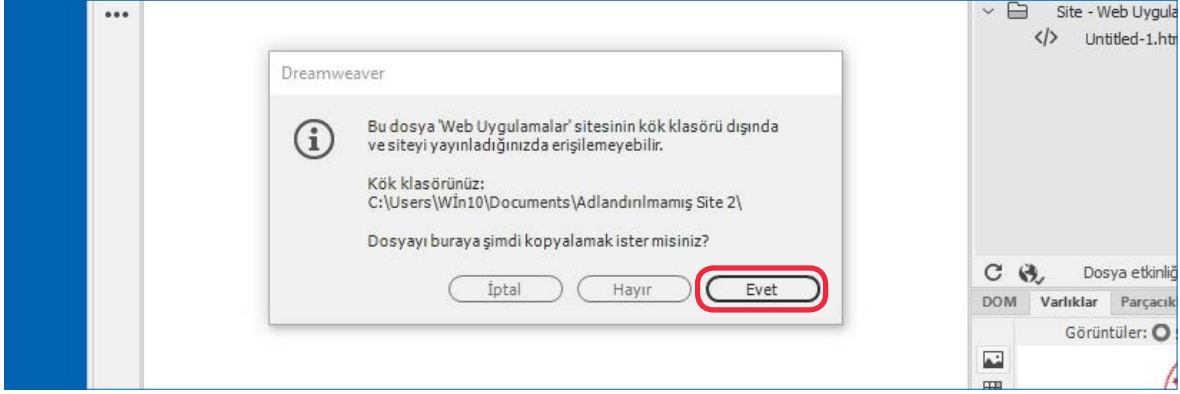 Site - Web Uygula
Untitled-1.htm
Dreamweaver
Bu dosya 'Web Uygulamalar' sitesinin kök klasörü dışında
ve siteyi yayınladığınızda erişilemeyebilir.
Kök klasörünüz:
C:\Users\Wİn10\Documents\Adlandırılmamış Site 2\
Dosyayı buraya şimdi kopyalamak ister misiniz?
İptal Hayır Evet
Dosya etkinliğ
DOM Varlıklar Parçacık
Görüntüler: